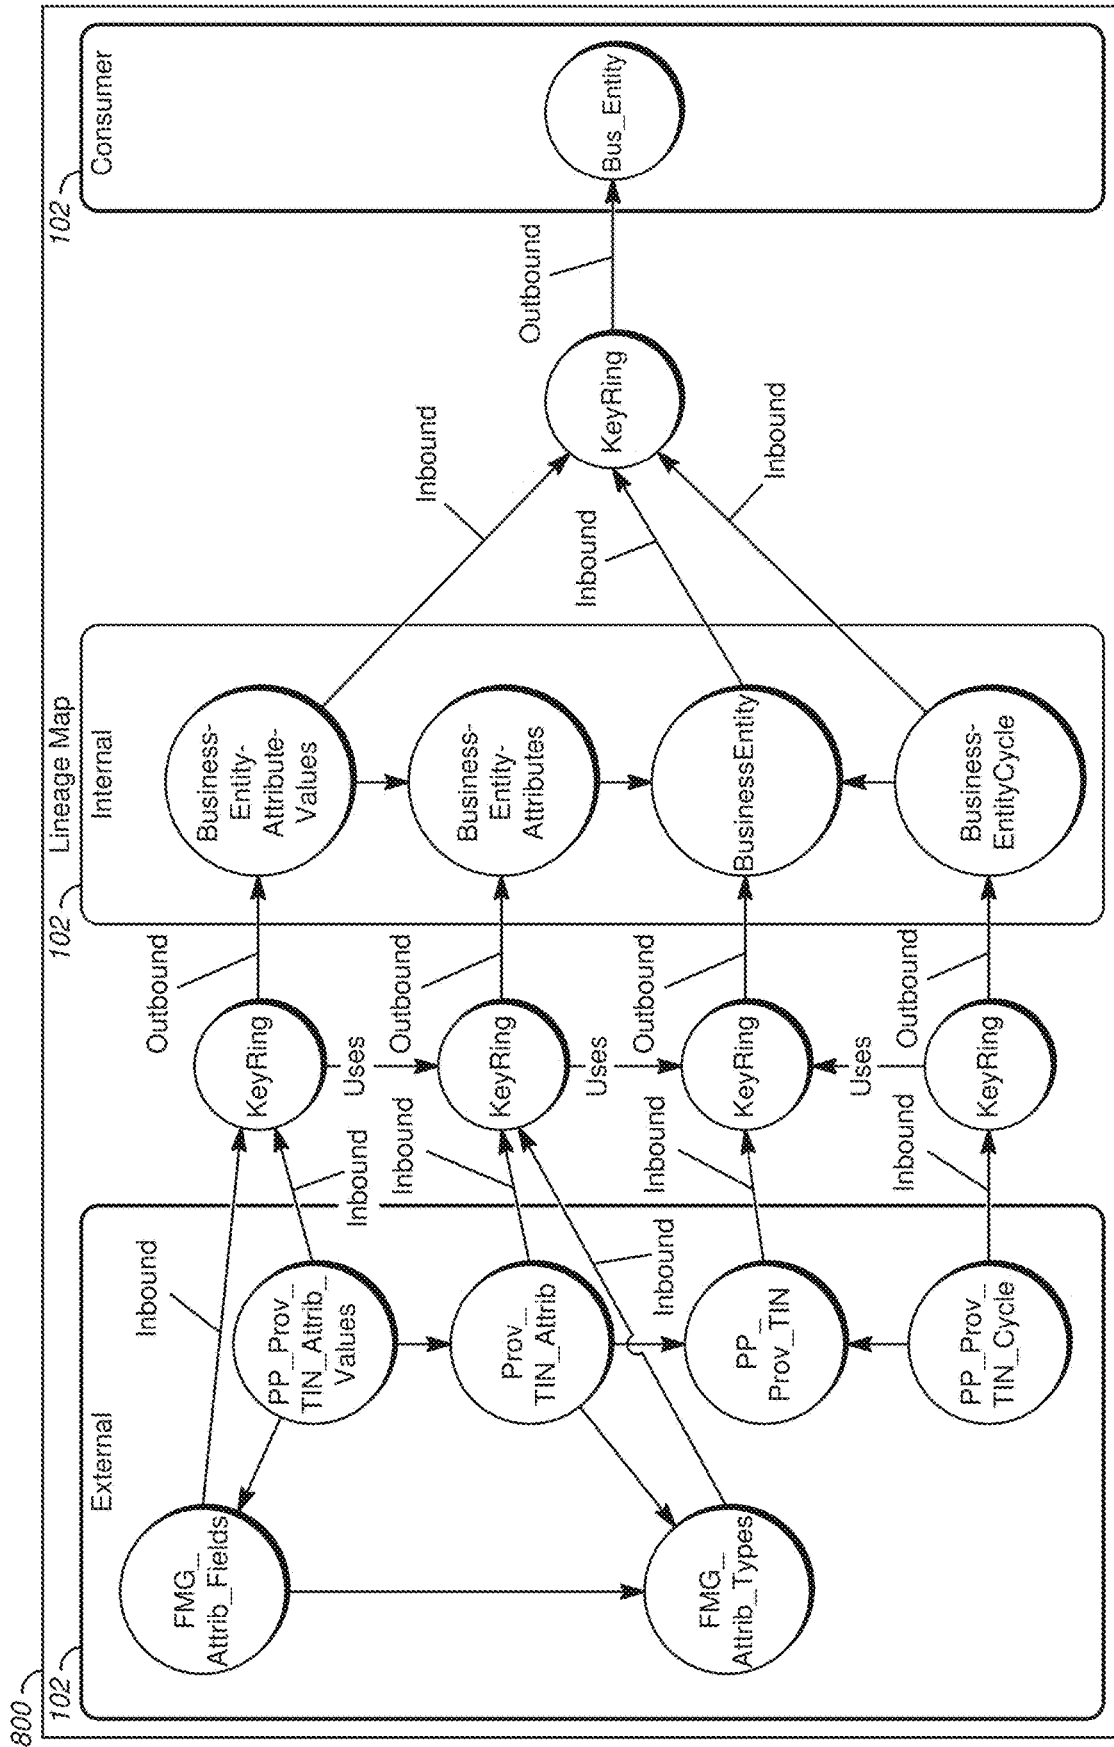 800
Lineage Map
102
External
FMG_
Attrib_Fields
FMG_
Attrib_Types
PP_Prov_
TIN_Attrib_
Values
Prov_
TIN_Attrib
PP_
Prov_TIN
PP_Prov_
TIN_Cycle
Inbound
Inbound
Inbound
Inbound
Inbound
Inbound
KeyRing
Uses
KeyRing
Uses
KeyRing
Uses
KeyRing
Outbound
Outbound
Outbound
Outbound
102
Internal
Business-
Entity-
Attribute-
Values
Business-
Entity-
Attributes
BusinessEntity
Business-
EntityCycle
Inbound
Inbound
Inbound
KeyRing
Outbound
102
Consumer
Bus_Entity